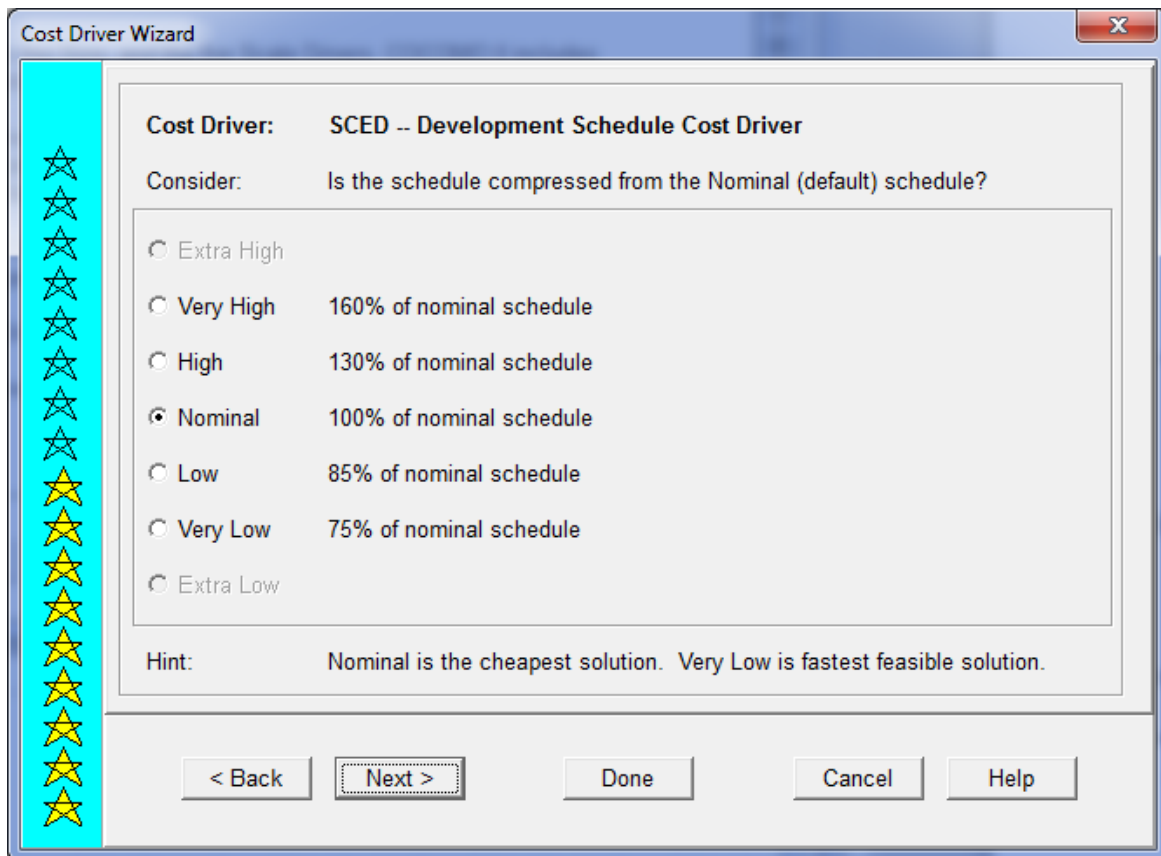 Cost Driver Wizard
Cost Driver: SCED -- Development Schedule Cost Driver
Consider: Is the schedule compressed from the Nominal (default) schedule?
Extra High
Very High 160% of nominal schedule
High 130% of nominal schedule
Nominal 100% of nominal schedule
Low 85% of nominal schedule
Very Low 75% of nominal schedule
Extra Low
Hint: Nominal is the cheapest solution. Very Low is fastest feasible solution.
< Back Next > Done Cancel Help